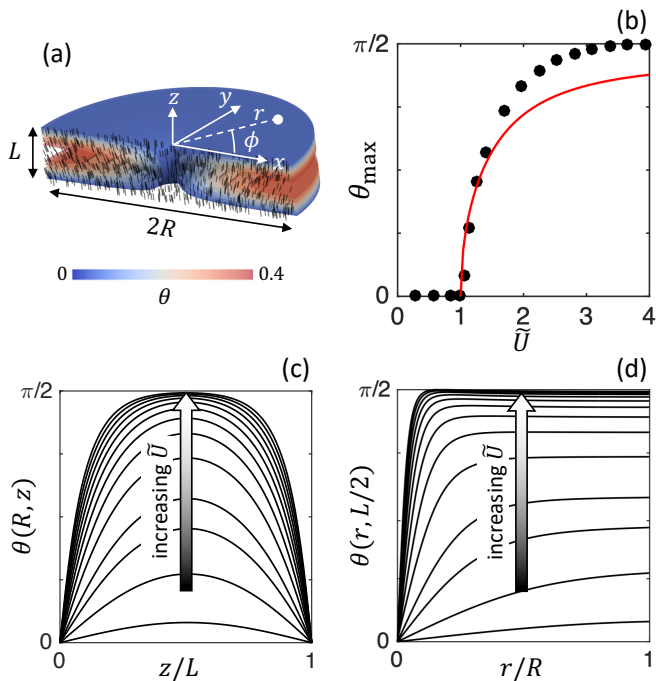 (a)
z
y
r
ϕ
x
L
2R
0
0.4
θ
(b)
π/2
θmax
0
0
1
2
3
4
Ũ
(c)
π/2
θ(R, z)
increasing Ũ
0
0
1
z/L
(d)
π/2
θ(r, L/2)
increasing Ũ
0
0
1
r/R